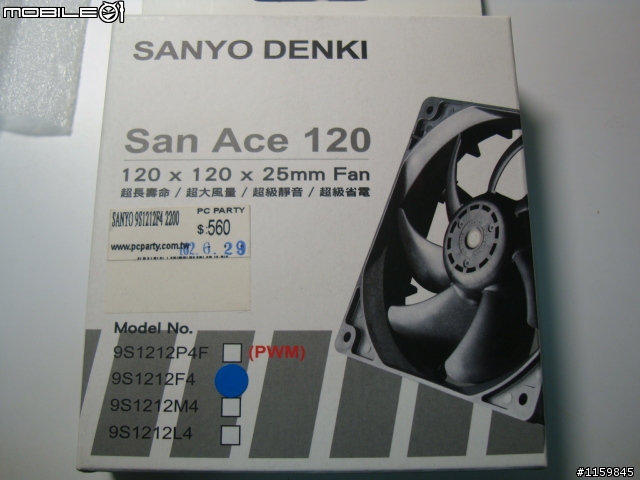 MOBILE01
SANYO DENKI
San Ace 120
120 x 120 x 25mm Fan
超長壽命 / 超大風量 / 超級靜音 / 超級省電
SANYO 9S1212F4 2200
PC PARTY
$:560
www.pcparty.com.tw
Model No.
9S1212P4F (PWM)
9S1212F4
9S1212M4
9S1212L4
#1159845